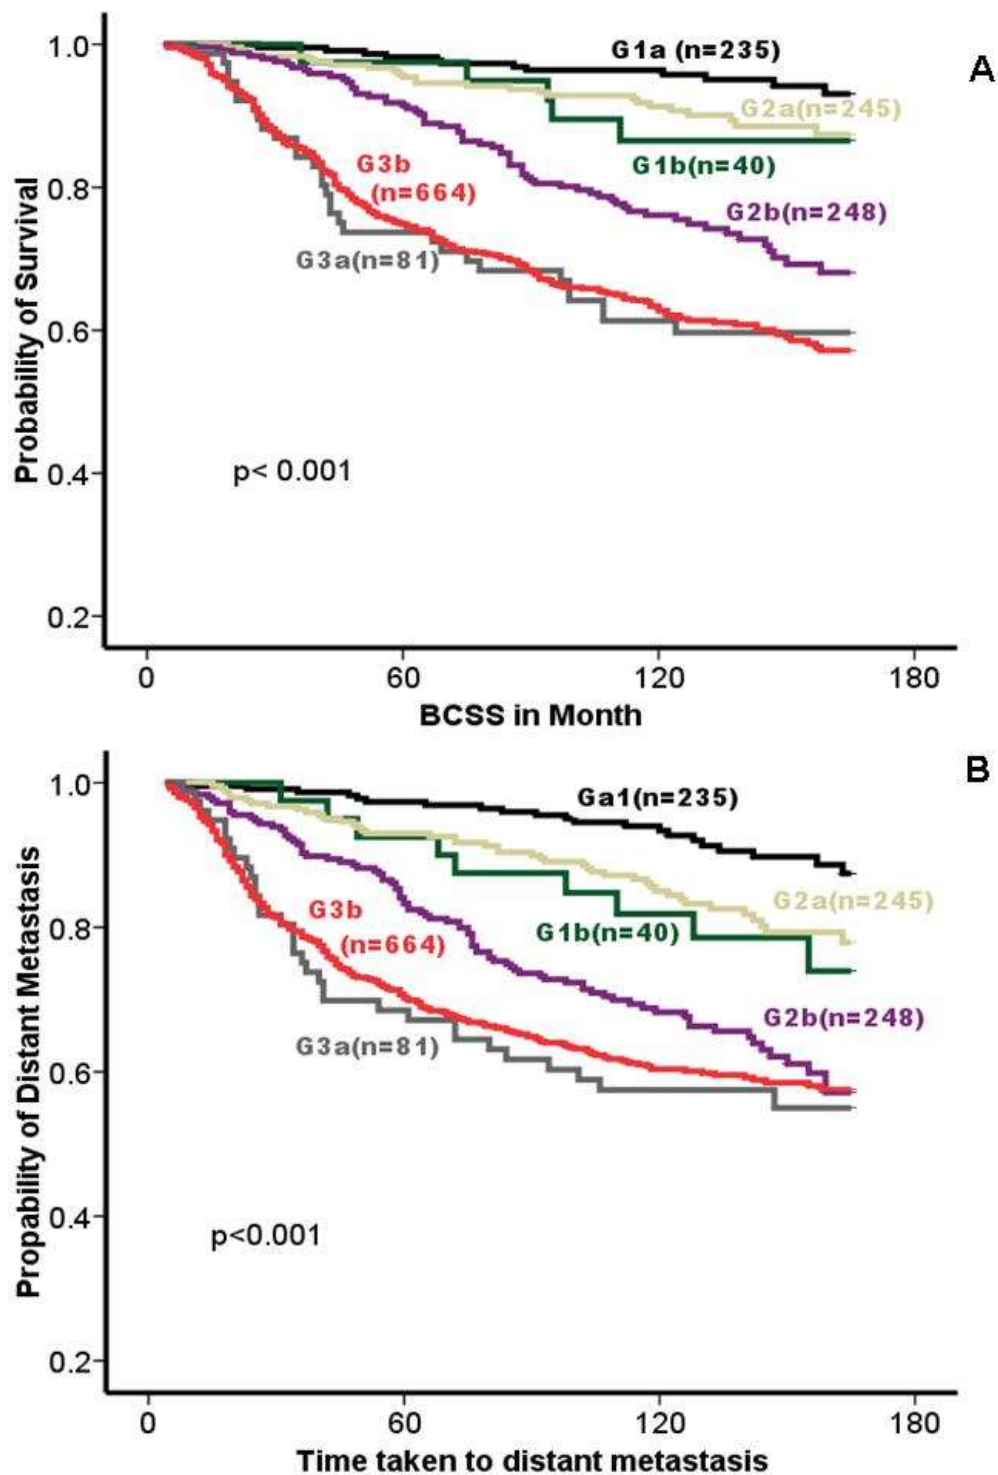 A
1.0
0.8
0.6
0.4
0.2
Probability of Survival
G1a (n=235)
G2a(n=245)
G1b(n=40)
G3b
(n=664)
G2b(n=248)
G3a(n=81)
p< 0.001
0 60 120 180
BCSS in Month
B
1.0
0.8
0.6
0.4
0.2
Propability of Distant Metastasis
Ga1(n=235)
G2a(n=245)
G3b
(n=664)
G1b(n=40)
G2b(n=248)
G3a(n=81)
p<0.001
0 60 120 180
Time taken to distant metastasis